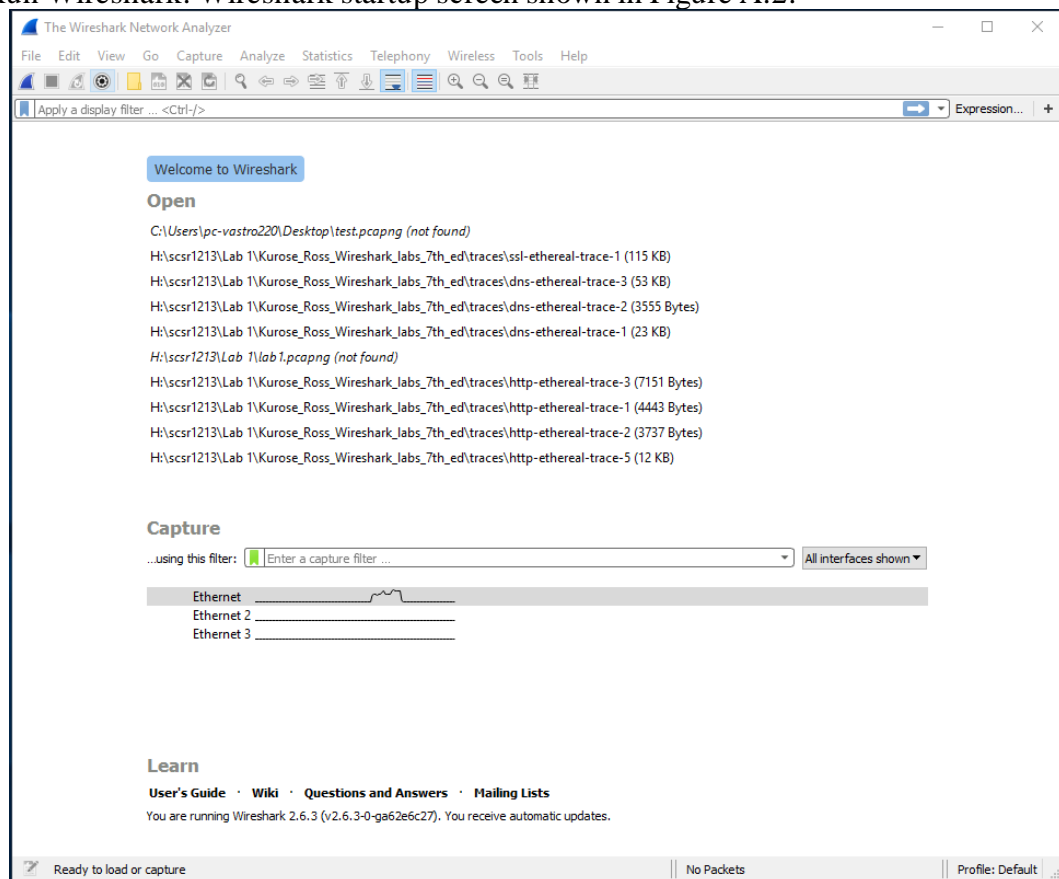 run Wireshark. Wireshark startup screen shown in Figure A.2.
The Wireshark Network Analyzer
File Edit View Go Capture Analyze Statistics Telephony Wireless Tools Help
Apply a display filter ... <Ctrl-/>
Expression... +
Welcome to Wireshark
Open
C:\Users\pc-vastro220\Desktop\test.pcapng (not found)
H:\scsr1213\Lab 1\Kurose_Ross_Wireshark_labs_7th_ed\traces\ssl-ethereal-trace-1 (115 KB)
H:\scsr1213\Lab 1\Kurose_Ross_Wireshark_labs_7th_ed\traces\dns-ethereal-trace-3 (53 KB)
H:\scsr1213\Lab 1\Kurose_Ross_Wireshark_labs_7th_ed\traces\dns-ethereal-trace-2 (3555 Bytes)
H:\scsr1213\Lab 1\Kurose_Ross_Wireshark_labs_7th_ed\traces\dns-ethereal-trace-1 (23 KB)
H:\scsr1213\Lab 1\lab1.pcapng (not found)
H:\scsr1213\Lab 1\Kurose_Ross_Wireshark_labs_7th_ed\traces\http-ethereal-trace-3 (7151 Bytes)
H:\scsr1213\Lab 1\Kurose_Ross_Wireshark_labs_7th_ed\traces\http-ethereal-trace-1 (4443 Bytes)
H:\scsr1213\Lab 1\Kurose_Ross_Wireshark_labs_7th_ed\traces\http-ethereal-trace-2 (3737 Bytes)
H:\scsr1213\Lab 1\Kurose_Ross_Wireshark_labs_7th_ed\traces\http-ethereal-trace-5 (12 KB)
Capture
...using this filter: Enter a capture filter ... All interfaces shown
Ethernet
Ethernet 2
Ethernet 3
Learn
User's Guide · Wiki · Questions and Answers · Mailing Lists
You are running Wireshark 2.6.3 (v2.6.3-0-ga62e6c27). You receive automatic updates.
Ready to load or capture No Packets Profile: Default